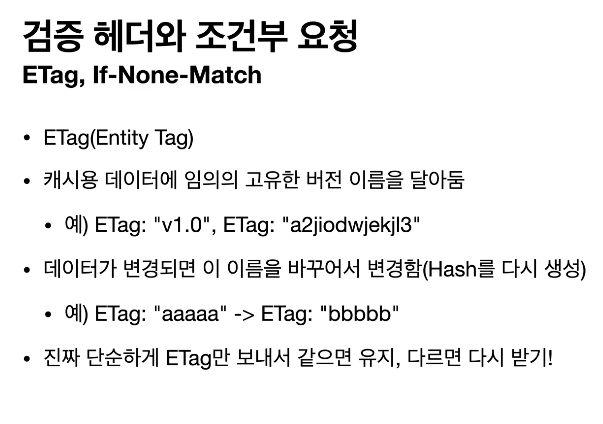 검증 헤더와 조건부 요청
ETag, If-None-Match
• ETag(Entity Tag)
• 캐시용 데이터에 임의의 고유한 버전 이름을 달아둠
• 예) ETag: "v1.0", ETag: "a2jiodwjekjl3"
• 데이터가 변경되면 이 이름을 바꾸어서 변경함(Hash를 다시 생성)
• 예) ETag: "aaaaa" -> ETag: "bbbbb"
• 진짜 단순하게 ETag만 보내서 같으면 유지, 다르면 다시 받기!